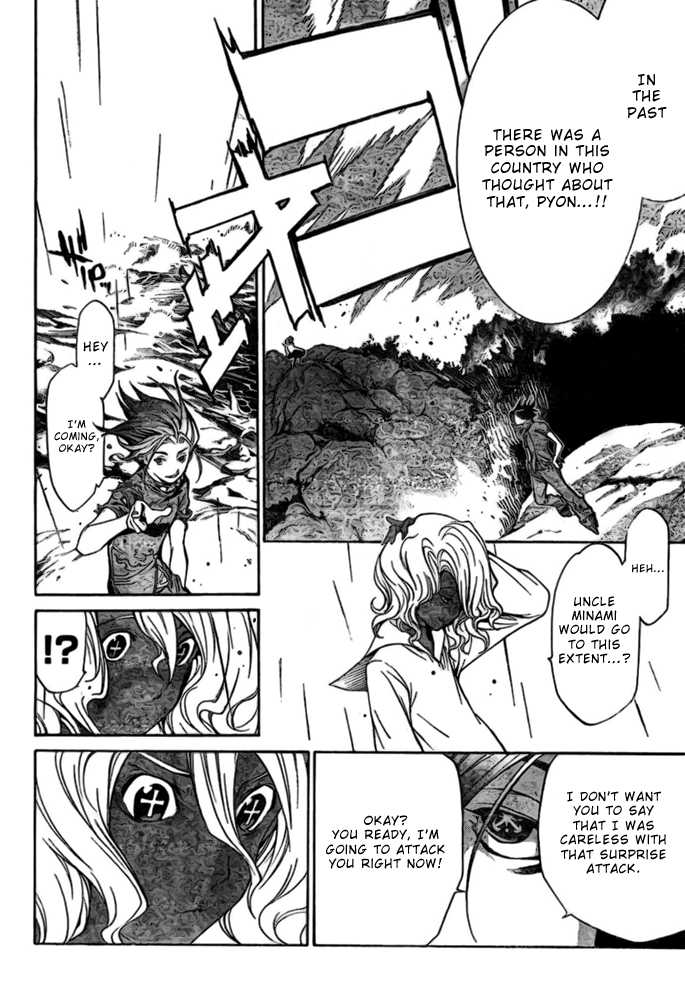 IN
THE
PAST
THERE WAS A
PERSON IN THIS
COUNTRY WHO
THOUGHT ABOUT
THAT, PYON...!!
HEY
...
I'M
COMING,
OKAY?
HEH...
UNCLE
MINAMI
WOULD GO
TO THIS
EXTENT...?
!?
I DON'T WANT
YOU TO SAY
THAT I WAS
CARELESS WITH
THAT SURPRISE
ATTACK.
OKAY?
YOU READY, I'M
GOING TO ATTACK
YOU RIGHT NOW!